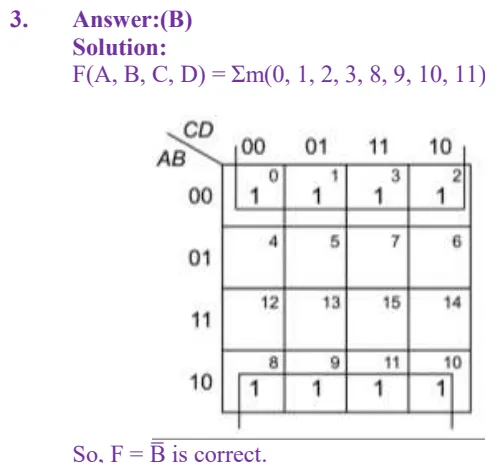 3. Answer:(B)
Solution:
F(A, B, C, D) = Σm(0, 1, 2, 3, 8, 9, 10, 11)
CD
AB
00 01 11 10
0 1 3 2
00 1 1 1 1
4 5 7 6
01
12 13 15 14
11
8 9 11 10
10 1 1 1 1
So, F = B̿ is correct.